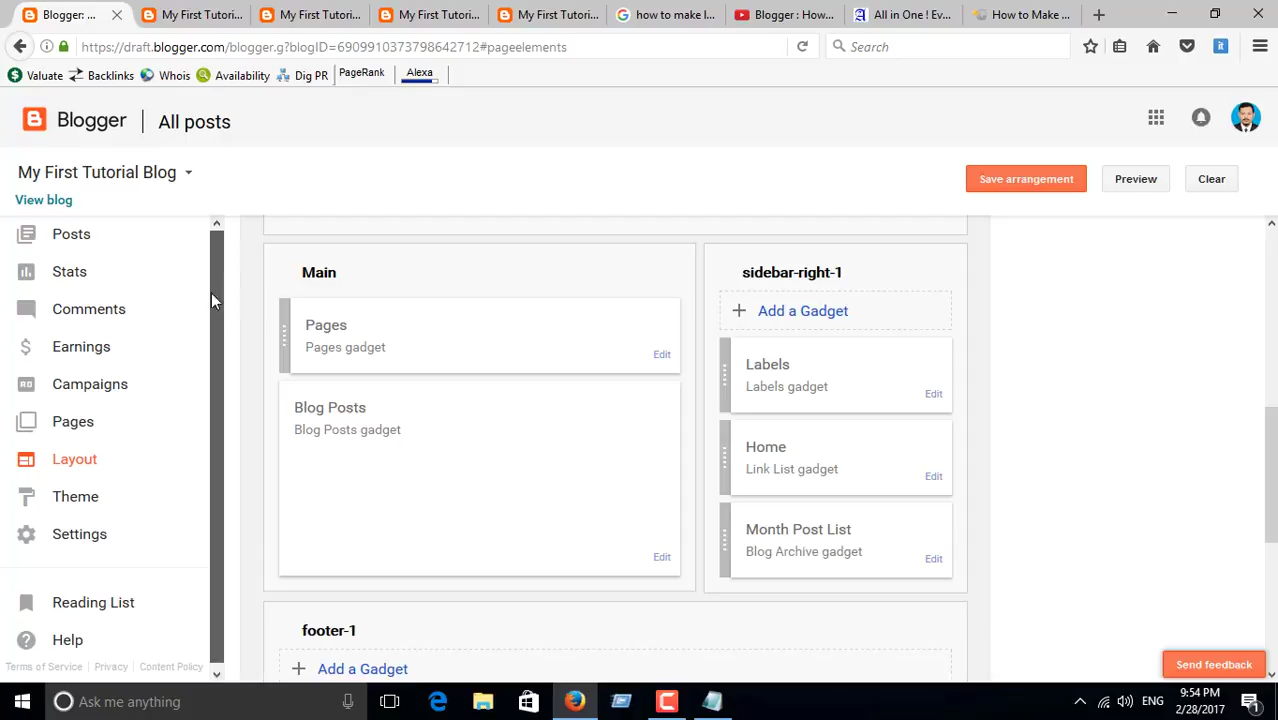 Blogger: ...
My First Tutori...
My First Tutori...
My First Tutori...
My First Tutori...
how to make l...
Blogger : How...
All in One ! Ev...
How to Make ...
https://draft.blogger.com/blogger.g?blogID=6909910373798642712#pageelements
Search
Valuate
Backlinks
Whois
Availability
Dig PR
PageRank
Alexa
Blogger
All posts
My First Tutorial Blog
Save arrangement
Preview
Clear
View blog
Posts
Stats
Comments
Earnings
Campaigns
Pages
Layout
Theme
Settings
Reading List
Help
Terms of Service
Privacy
Content Policy
Main
Pages
Pages gadget
Edit
Blog Posts
Blog Posts gadget
Edit
sidebar-right-1
Add a Gadget
Labels
Labels gadget
Edit
Home
Link List gadget
Edit
Month Post List
Blog Archive gadget
Edit
footer-1
Add a Gadget
Send feedback
Ask me anything
ENG
9:54 PM
2/28/2017